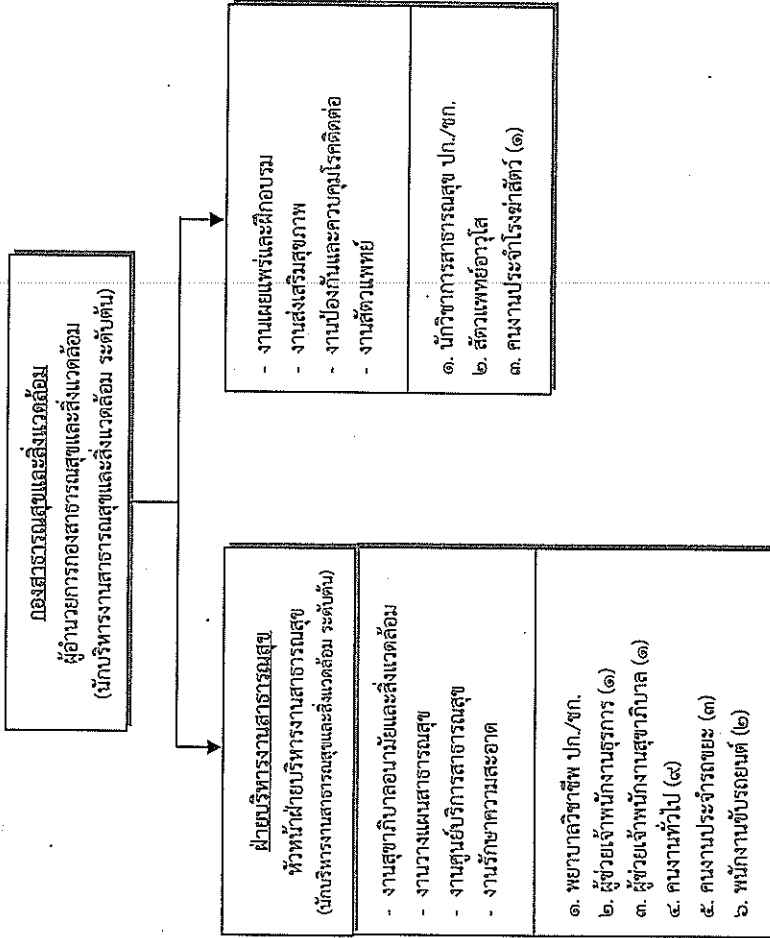 กองสาธารณสุขและสิ่งแวดล้อม
ผู้อำนวยการกองสาธารณสุขและสิ่งแวดล้อม
(นักบริหารงานสาธารณสุขและสิ่งแวดล้อม ระดับต้น)
ฝ่ายบริหารงานสาธารณสุข
หัวหน้าฝ่ายบริหารงานสาธารณสุข
(นักบริหารงานสาธารณสุขและสิ่งแวดล้อม ระดับต้น)
- งานสุขาภิบาลอนามัยและสิ่งแวดล้อม
- งานวางแผนสาธารณสุข
- งานศูนย์บริการสาธารณสุข
- งานรักษาความสะอาด
๑. พยาบาลวิชาชีพ ปก./ชก.
๒. ผู้ช่วยเจ้าพนักงานธุรการ (๑)
๓. ผู้ช่วยเจ้าพนักงานสุขาภิบาล (๑)
๔. คนงานทั่วไป (๙)
๕. คนงานประจำรถขยะ (๓)
๖. พนักงานขับรถยนต์ (๒)
- งานเผยแพร่และฝึกอบรม
- งานส่งเสริมสุขภาพ
- งานป้องกันและควบคุมโรคติดต่อ
- งานสัตวแพทย์
๑. นักวิชาการสาธารณสุข ปก./ชก.
๒. สัตวแพทย์อาวุโส
๓. คนงานประจำโรงฆ่าสัตว์ (๑)